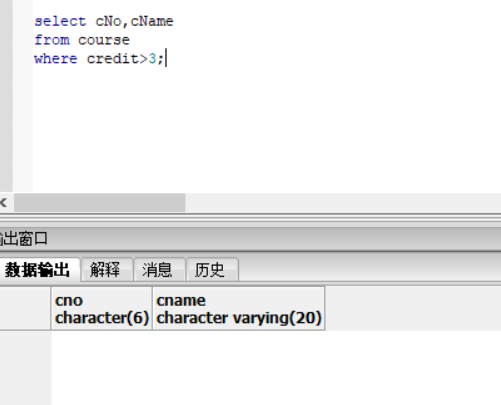 select cNo,cName
from course
where credit>3;
出窗口
数据输出 解释 消息 历史
cno cname
character(6) character varying(20)